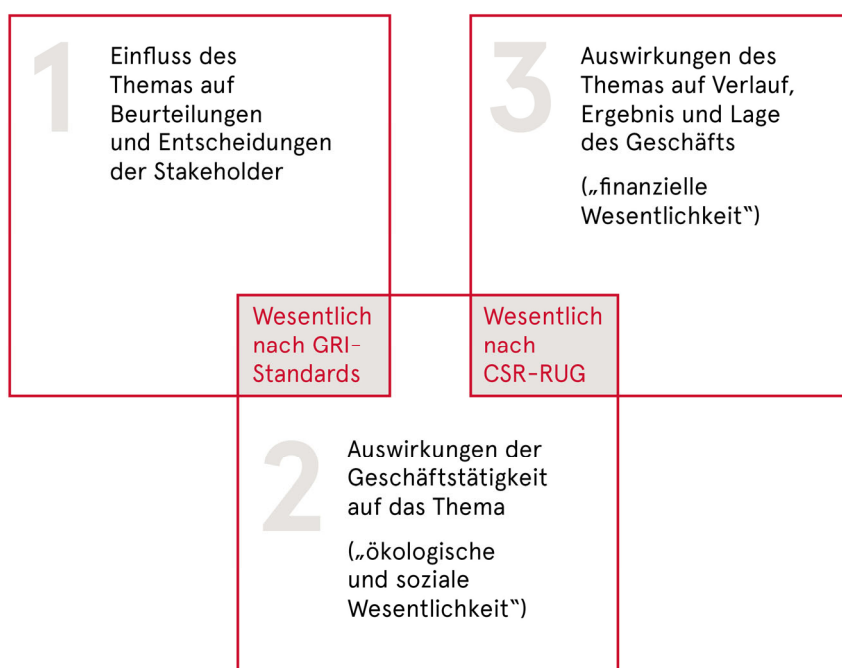 1
Einfluss des
Themas auf
Beurteilungen
und Entscheidungen
der Stakeholder
3
Auswirkungen des
Themas auf Verlauf,
Ergebnis und Lage
des Geschäfts
(„finanzielle
Wesentlichkeit“)
Wesentlich
nach GRI-
Standards
Wesentlich
nach
CSR-RUG
2
Auswirkungen der
Geschäftstätigkeit
auf das Thema
(„ökologische
und soziale
Wesentlichkeit“)